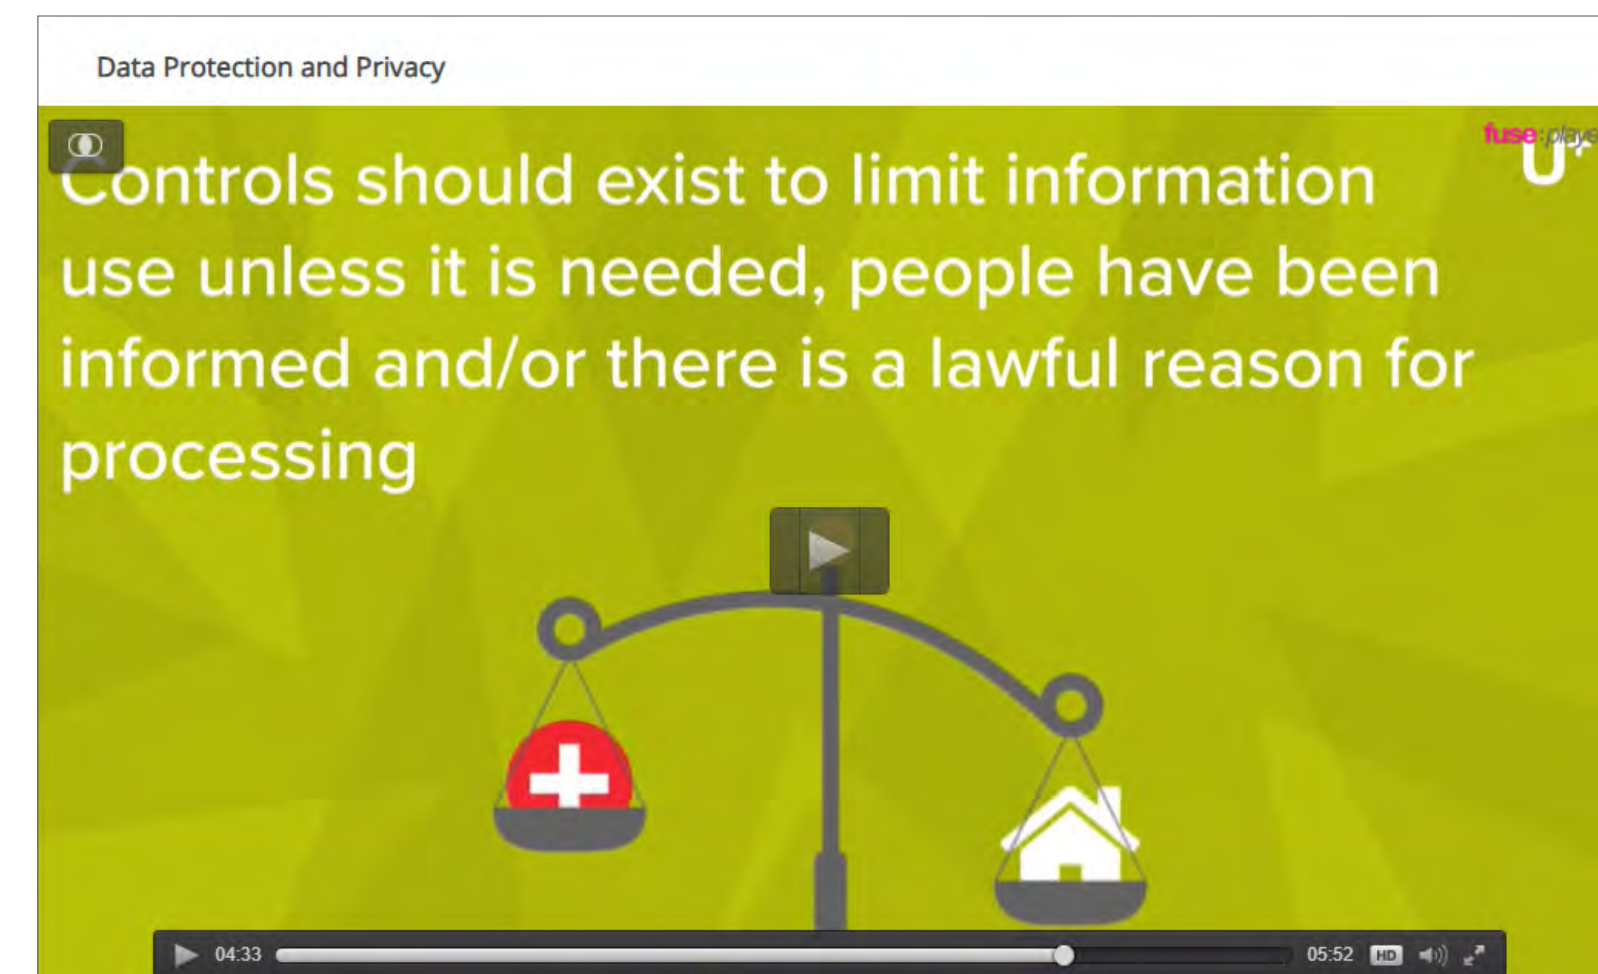 Data Protection and Privacy
fuse:playe
Controls should exist to limit information
use unless it is needed, people have been
informed and/or there is a lawful reason for
processing
04:33
05:52
HD